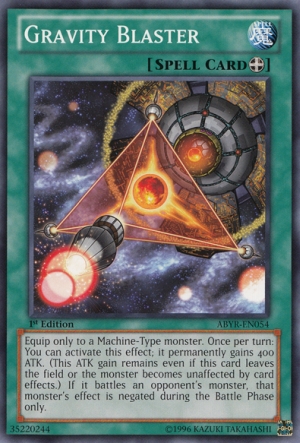 GRAVITY BLASTER
魔
[SPELL CARD]
1st Edition
ABYR-EN054
Equip only to a Machine-Type monster. Once per turn:
You can activate this effect; it permanently gains 400
ATK. (This ATK gain remains even if this card leaves
the field or the monster becomes unaffected by card
effects.) If it battles an opponent's monster, that
monster's effect is negated during the Battle Phase
only.
35220244
©1996 KAZUKI TAKAHASHI